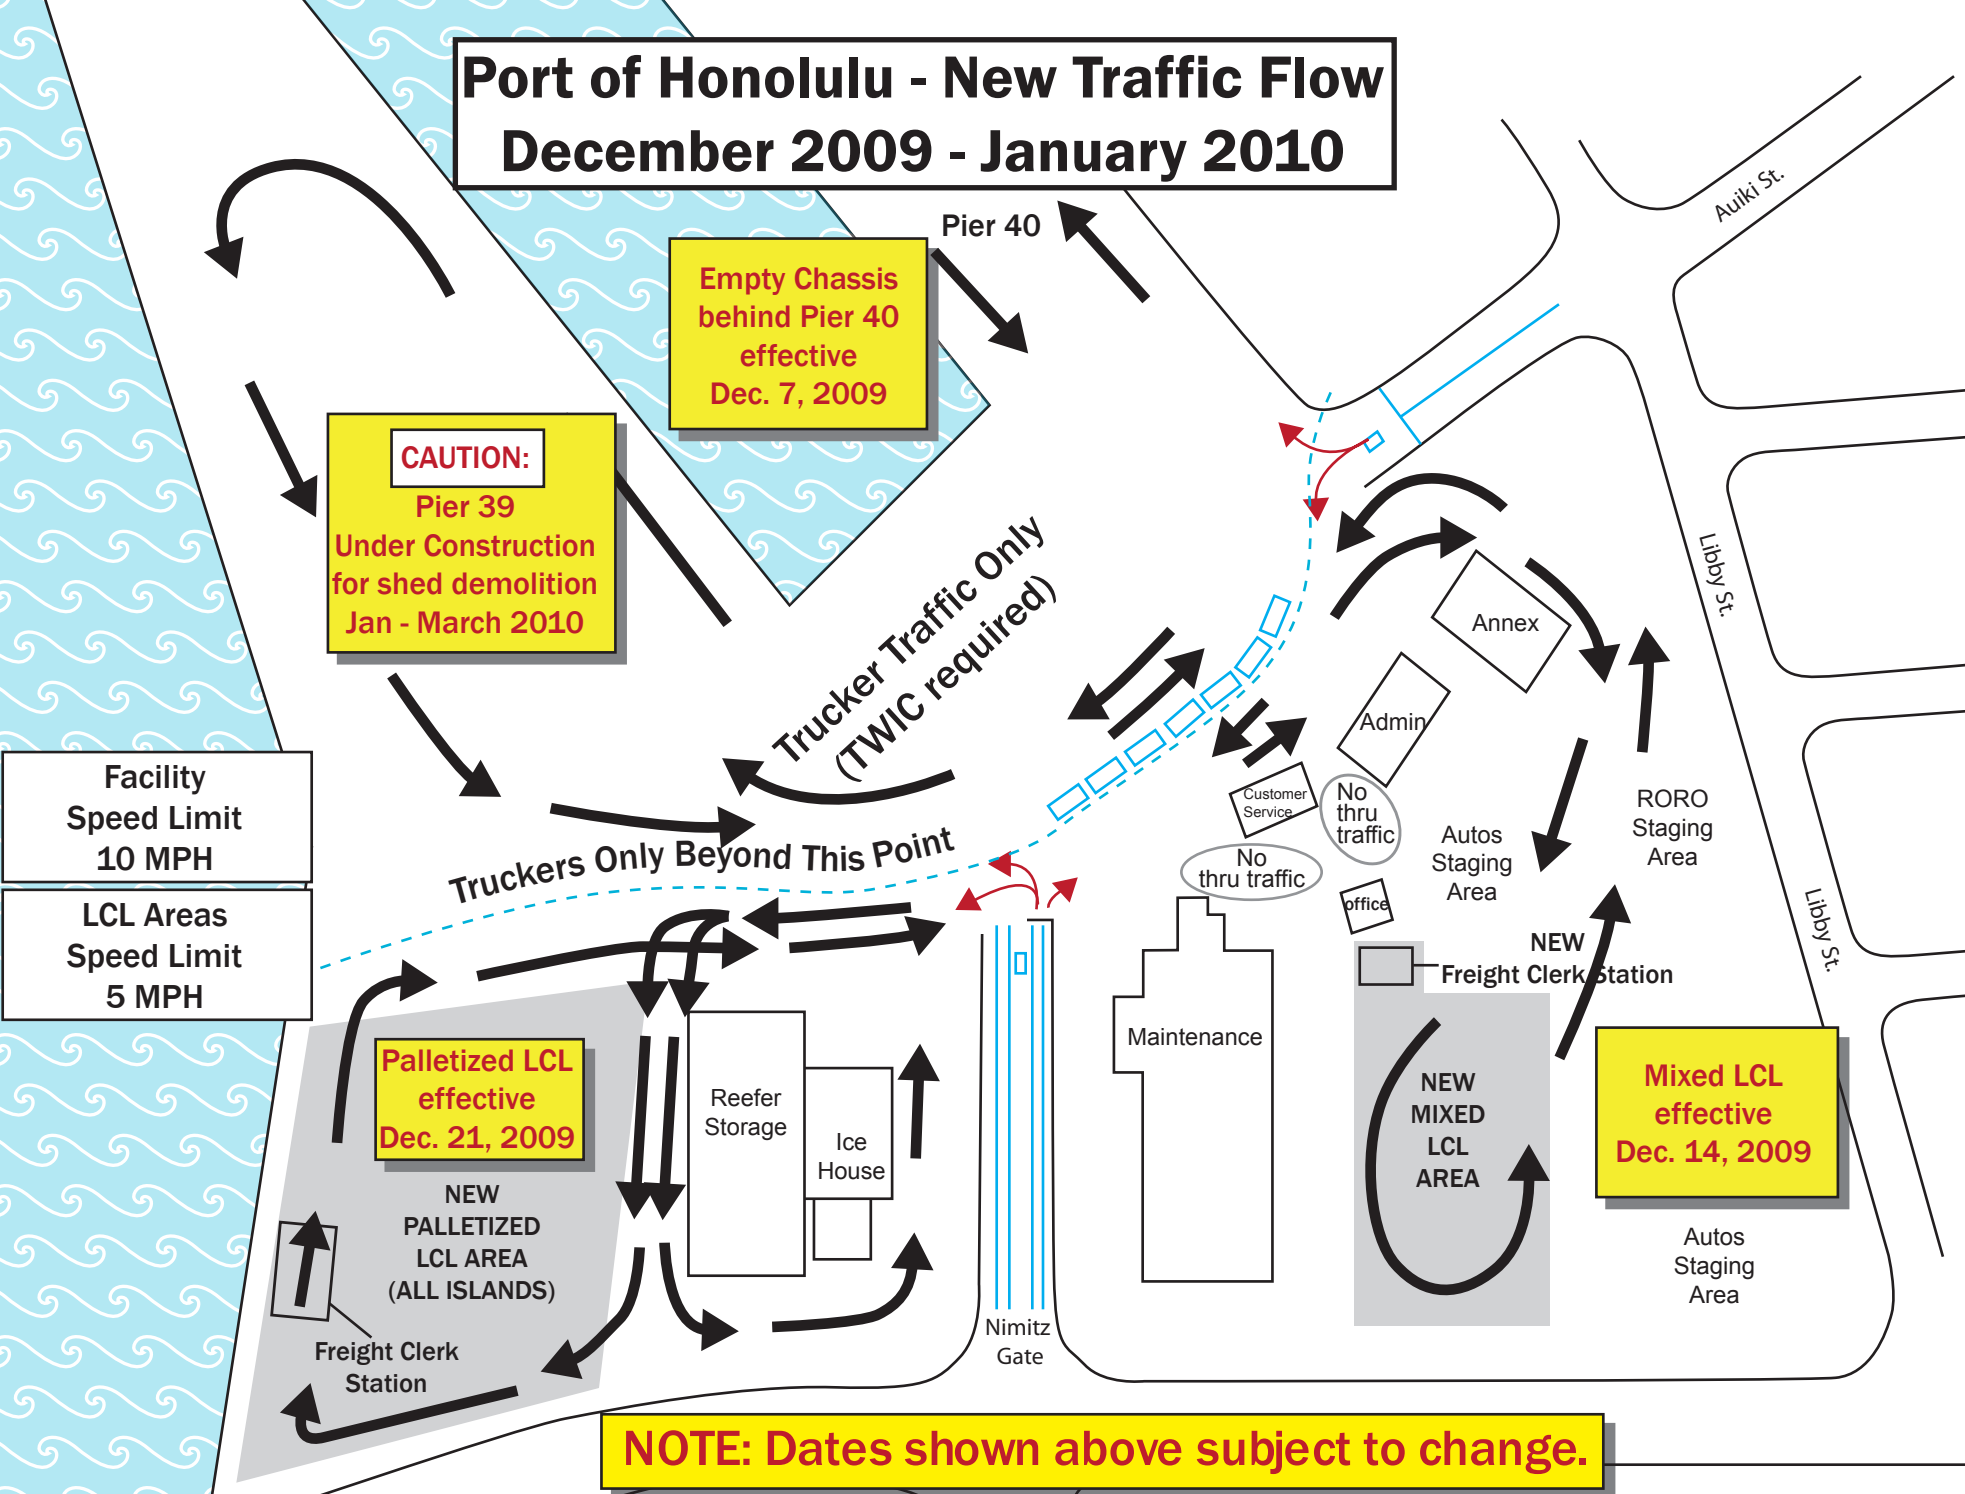 Port of Honolulu - New Traffic Flow
December 2009 - January 2010
Auiki St.
Pier 40
Empty Chassis
behind Pier 40
effective
Dec. 7, 2009
CAUTION:
Pier 39
Under Construction
for shed demolition
Jan - March 2010
Trucker Traffic Only
(TWIC required)
Libby St.
Annex
Admin
Customer
Service
No
thru
traffic
No
thru traffic
office
Autos
Staging
Area
RORO
Staging
Area
Facility
Speed Limit
10 MPH
LCL Areas
Speed Limit
5 MPH
Truckers Only Beyond This Point
Libby St.
NEW
Freight Clerk Station
Maintenance
Palletized LCL
effective
Dec. 21, 2009
Reefer
Storage
Ice
House
NEW
MIXED
LCL
AREA
Mixed LCL
effective
Dec. 14, 2009
NEW
PALLETIZED
LCL AREA
(ALL ISLANDS)
Autos
Staging
Area
Freight Clerk
Station
Nimitz
Gate
NOTE: Dates shown above subject to change.